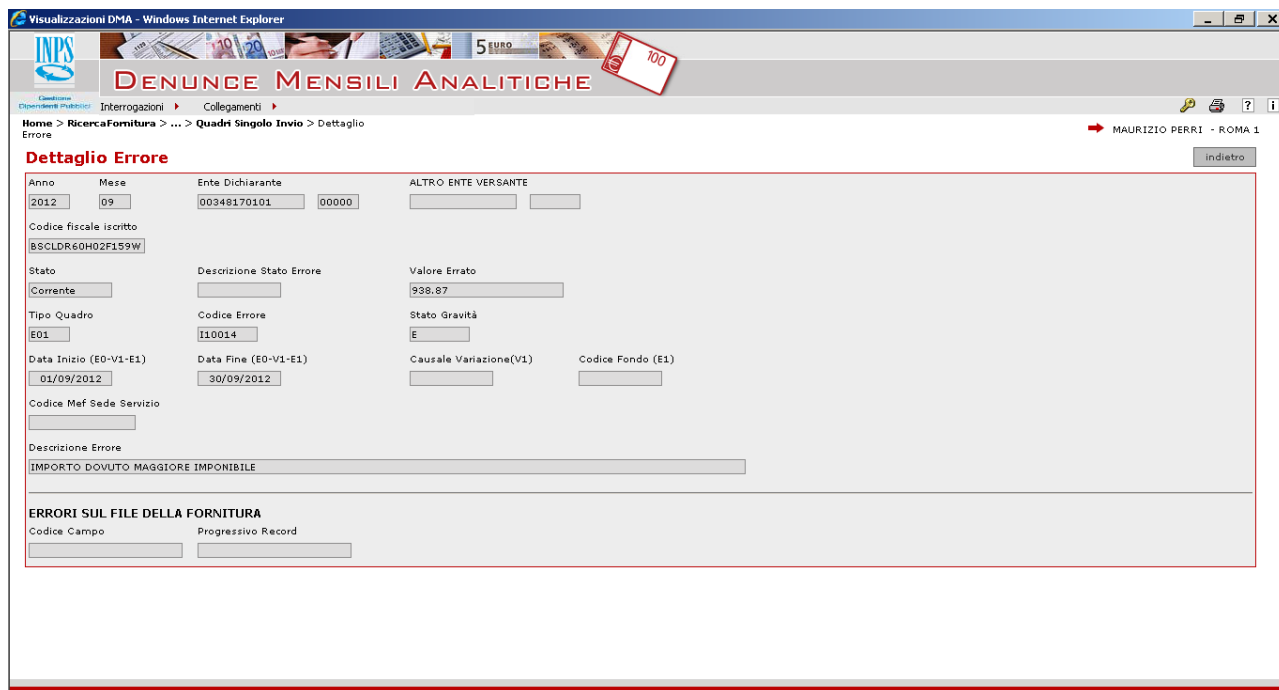 Visualizzazioni DMA - Windows Internet Explorer
INPS
Gestione
Dipendenti Pubblici
10 20 5 EURO 100
DENUNCE MENSILI ANALITICHE
Interrogazioni Collegamenti
Home > RicercaFornitura > ... > Quadri Singolo Invio > Dettaglio
Errore
MAURIZIO PERRI - ROMA 1
Dettaglio Errore
indietro
Anno Mese Ente Dichiarante ALTRO ENTE VERSANTE
2012 09 00348170101 00000
Codice fiscale iscritto
BSCLDR60H02F159W
Stato Descrizione Stato Errore Valore Errato
Corrente 938.87
Tipo Quadro Codice Errore Stato Gravità
E01 I10014 E
Data Inizio (E0-V1-E1) Data Fine (E0-V1-E1) Causale Variazione(V1) Codice Fondo (E1)
01/09/2012 30/09/2012
Codice Mef Sede Servizio
Descrizione Errore
IMPORTO DOVUTO MAGGIORE IMPONIBILE
ERRORI SUL FILE DELLA FORNITURA
Codice Campo Progressivo Record